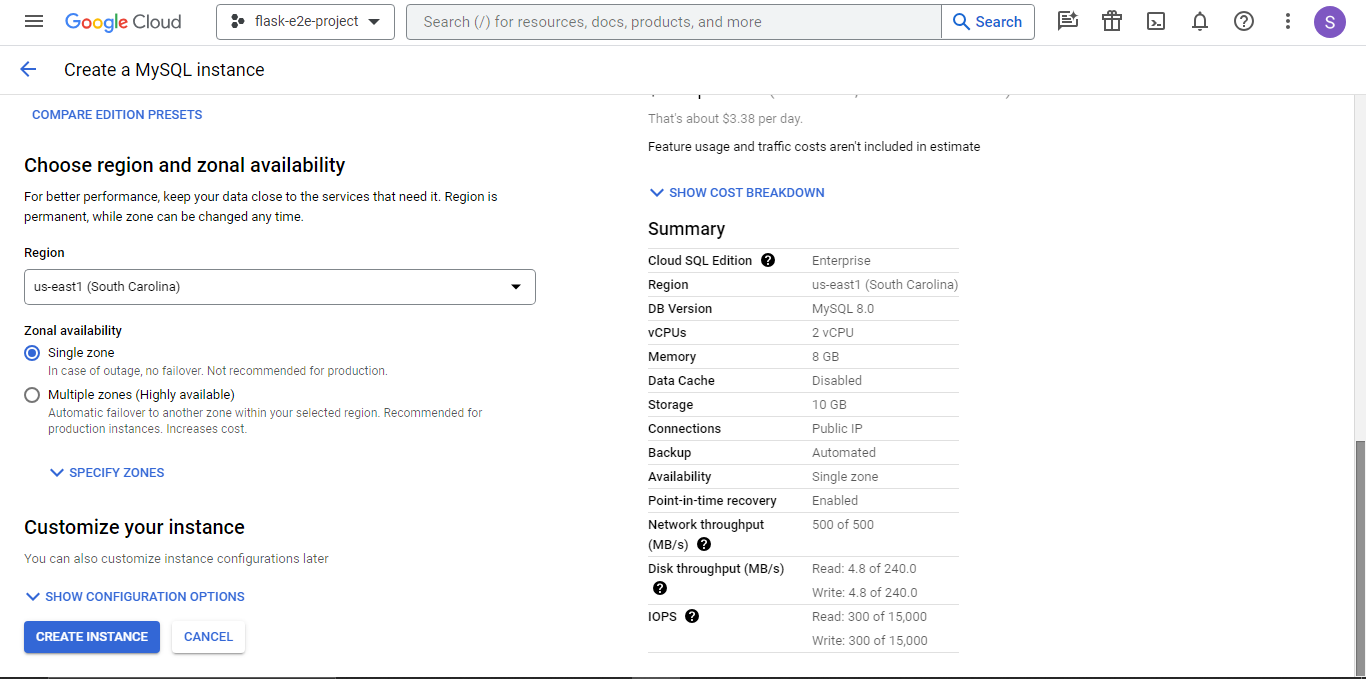 Google Cloud
flask-e2e-project
Search (/) for resources, docs, products, and more
Search
S
Create a MySQL instance
COMPARE EDITION PRESETS
Choose region and zonal availability
For better performance, keep your data close to the services that need it. Region is
permanent, while zone can be changed any time.
Region
us-east1 (South Carolina)
Zonal availability
Single zone
In case of outage, no failover. Not recommended for production.
Multiple zones (Highly available)
Automatic failover to another zone within your selected region. Recommended for
production instances. Increases cost.
SPECIFY ZONES
Customize your instance
You can also customize instance configurations later
SHOW CONFIGURATION OPTIONS
CREATE INSTANCE
CANCEL
That's about $3.38 per day.
Feature usage and traffic costs aren't included in estimate
SHOW COST BREAKDOWN
Summary
Cloud SQL Edition Enterprise
Region us-east1 (South Carolina)
DB Version MySQL 8.0
vCPUs 2 vCPU
Memory 8 GB
Data Cache Disabled
Storage 10 GB
Connections Public IP
Backup Automated
Availability Single zone
Point-in-time recovery Enabled
Network throughput 500 of 500
(MB/s)
Disk throughput (MB/s) Read: 4.8 of 240.0
Write: 4.8 of 240.0
IOPS Read: 300 of 15,000
Write: 300 of 15,000